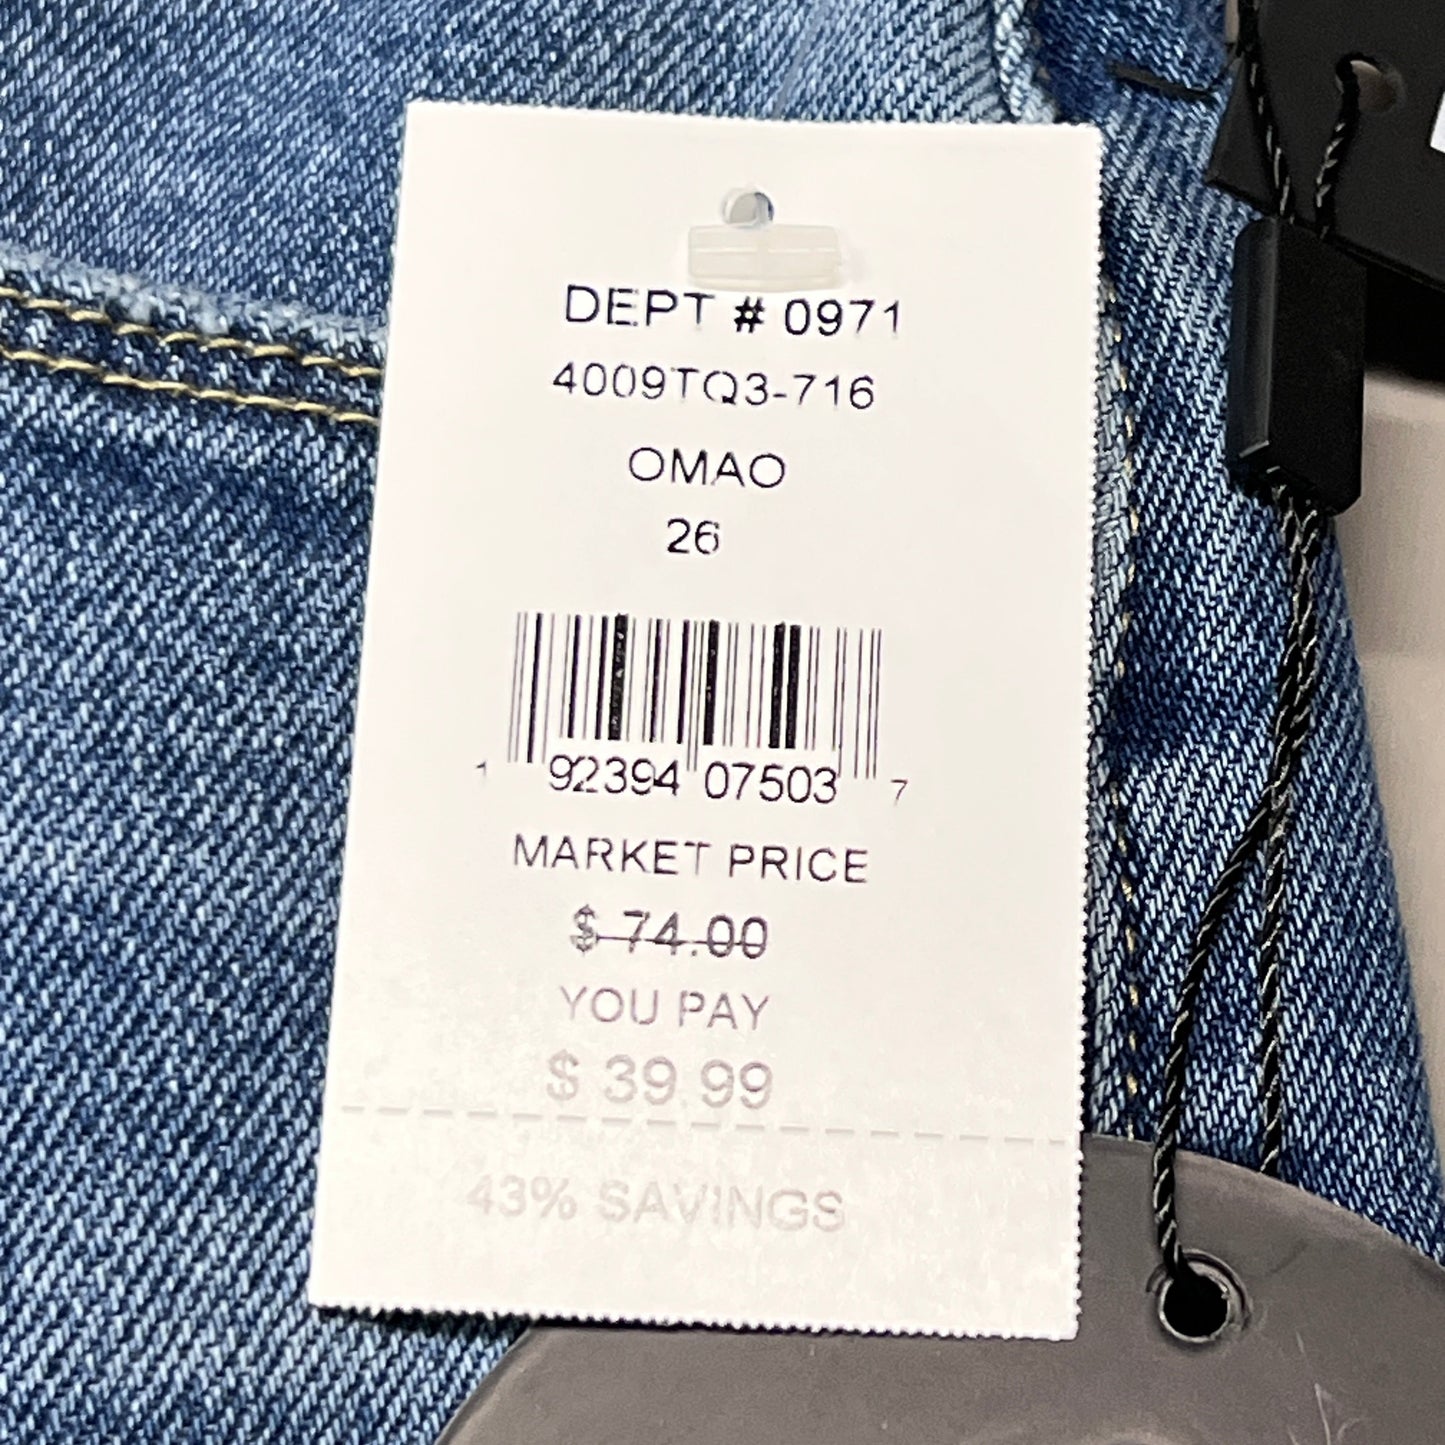 DEPT # 0971
4009TQ3-716
OMAO
26
1 92394 07503 7
MARKET PRICE
$ 74.00
YOU PAY
$ 39.99
43% SAVINGS